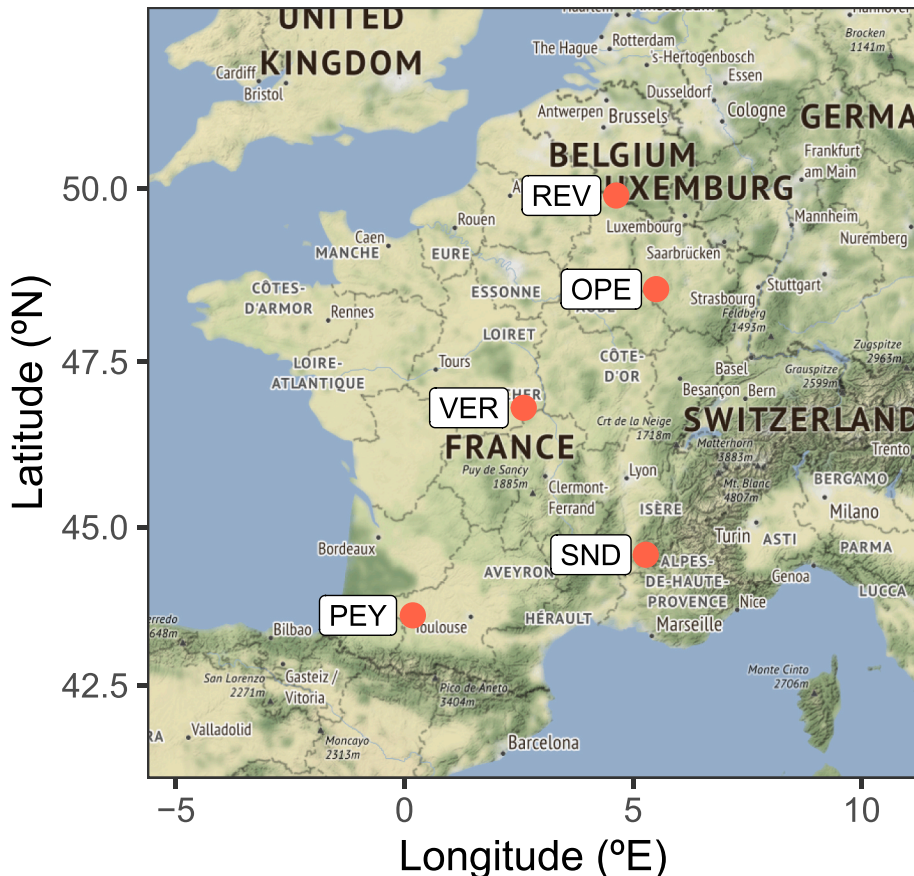 UNITED
KINGDOM
Cardiff
Bristol
The Hague
Rotterdam
's-Hertogenbosch
Essen
Dusseldorf
Antwerpen
Brussels
Cologne
Brocken
1141m
GERMA
BELGIUM
UXEMBURG
Frankfurt
am Main
REV
Luxembourg
Mannheim
Saarbrücken
Nuremberg
Rouen
Caen
MANCHE
EURE
CÔTES-
D'ARMOR
Rennes
ESSONNE
OPE
Strasbourg
Stuttgart
Feldberg
1493m
LOIRET
LOIRE-
ATLANTIQUE
Tours
CÔTE-
D'OR
Basel
Besançon
Bern
Zugspitze
2963m
Grauspitze
2599m
VER
HER
Crt de la Neige
1718m
SWITZERLAND
FRANCE
Matterhorn
3883m
Trento
Puy de Sancy
1885m
Clermont-
Ferrand
Lyon
Mt. Blanc
4807m
BERGAMO
Milano
ISÈRE
Turin
ASTI
PARMA
Bordeaux
SND
AVEYRON
ALPES-
DE-HAUTE-
PROVENCE
Genoa
LUCCA
PEY
Toulouse
HÉRAULT
Nice
Marseille
erredo
648m
Bilbao
San Lorenzo
2271m
Gasteiz /
Vitoria
Pico de Aneto
3404m
Monte Cinto
2706m
RA
Valladolid
Moncayo
2313m
Barcelona
50.0
47.5
45.0
42.5
Latitude (ºN)
−5
0
5
10
Longitude (ºE)